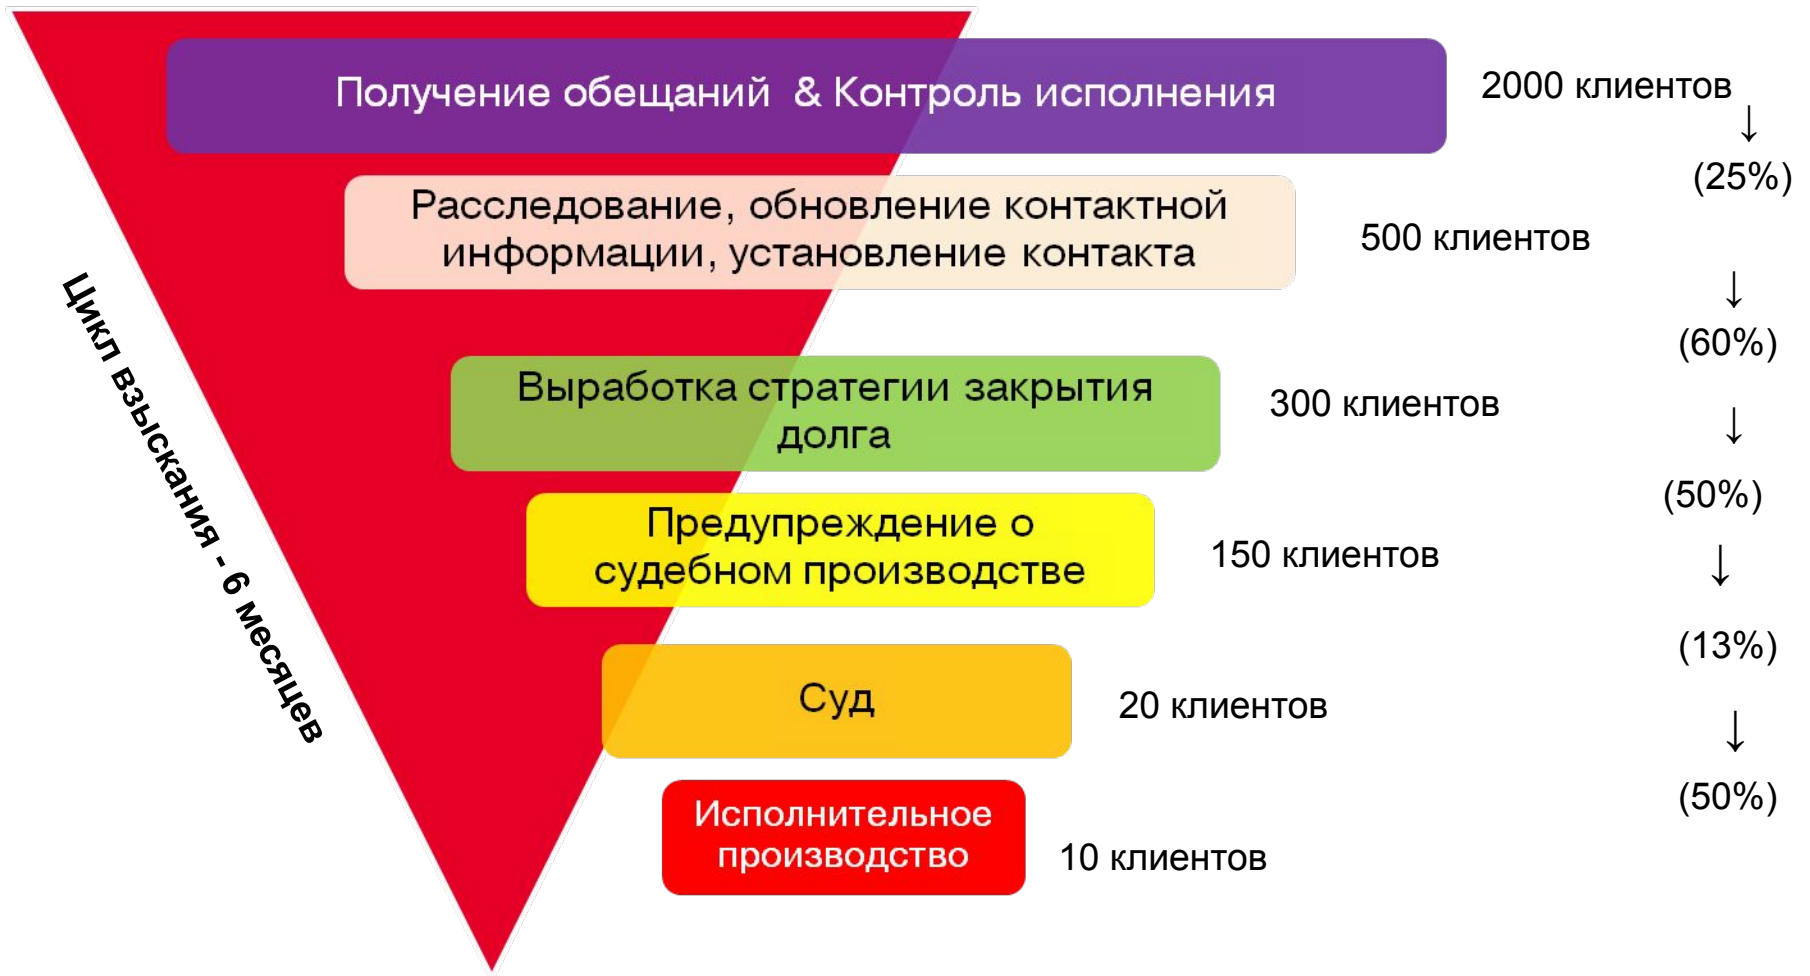 Получение обещаний & Контроль исполнения
2000 клиентов
↓
(25%)
Расследование, обновление контактной
информации, установление контакта
500 клиентов
↓
(60%)
Цикл взыскания - 6 месяцев
Выработка стратегии закрытия
долга
300 клиентов
↓
(50%)
Предупреждение о
судебном производстве
150 клиентов
↓
(13%)
Суд
20 клиентов
↓
(50%)
Исполнительное
производство
10 клиентов